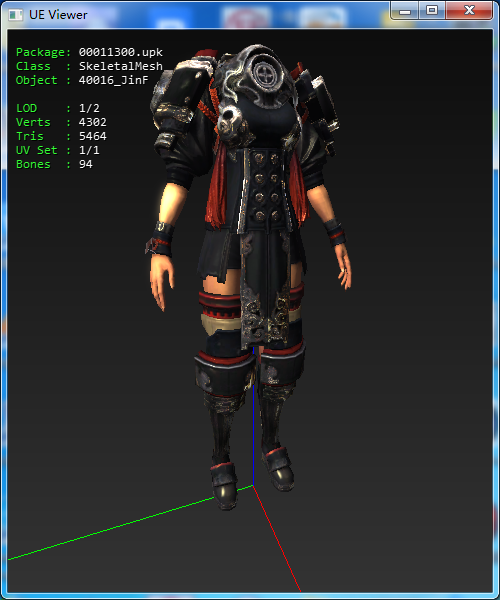 UE Viewer
Package: 00011300.upk
Class : SkeletalMesh
Object : 40016_JinF
LOD : 1/2
Verts : 4302
Tris : 5464
UV Set : 1/1
Bones : 94